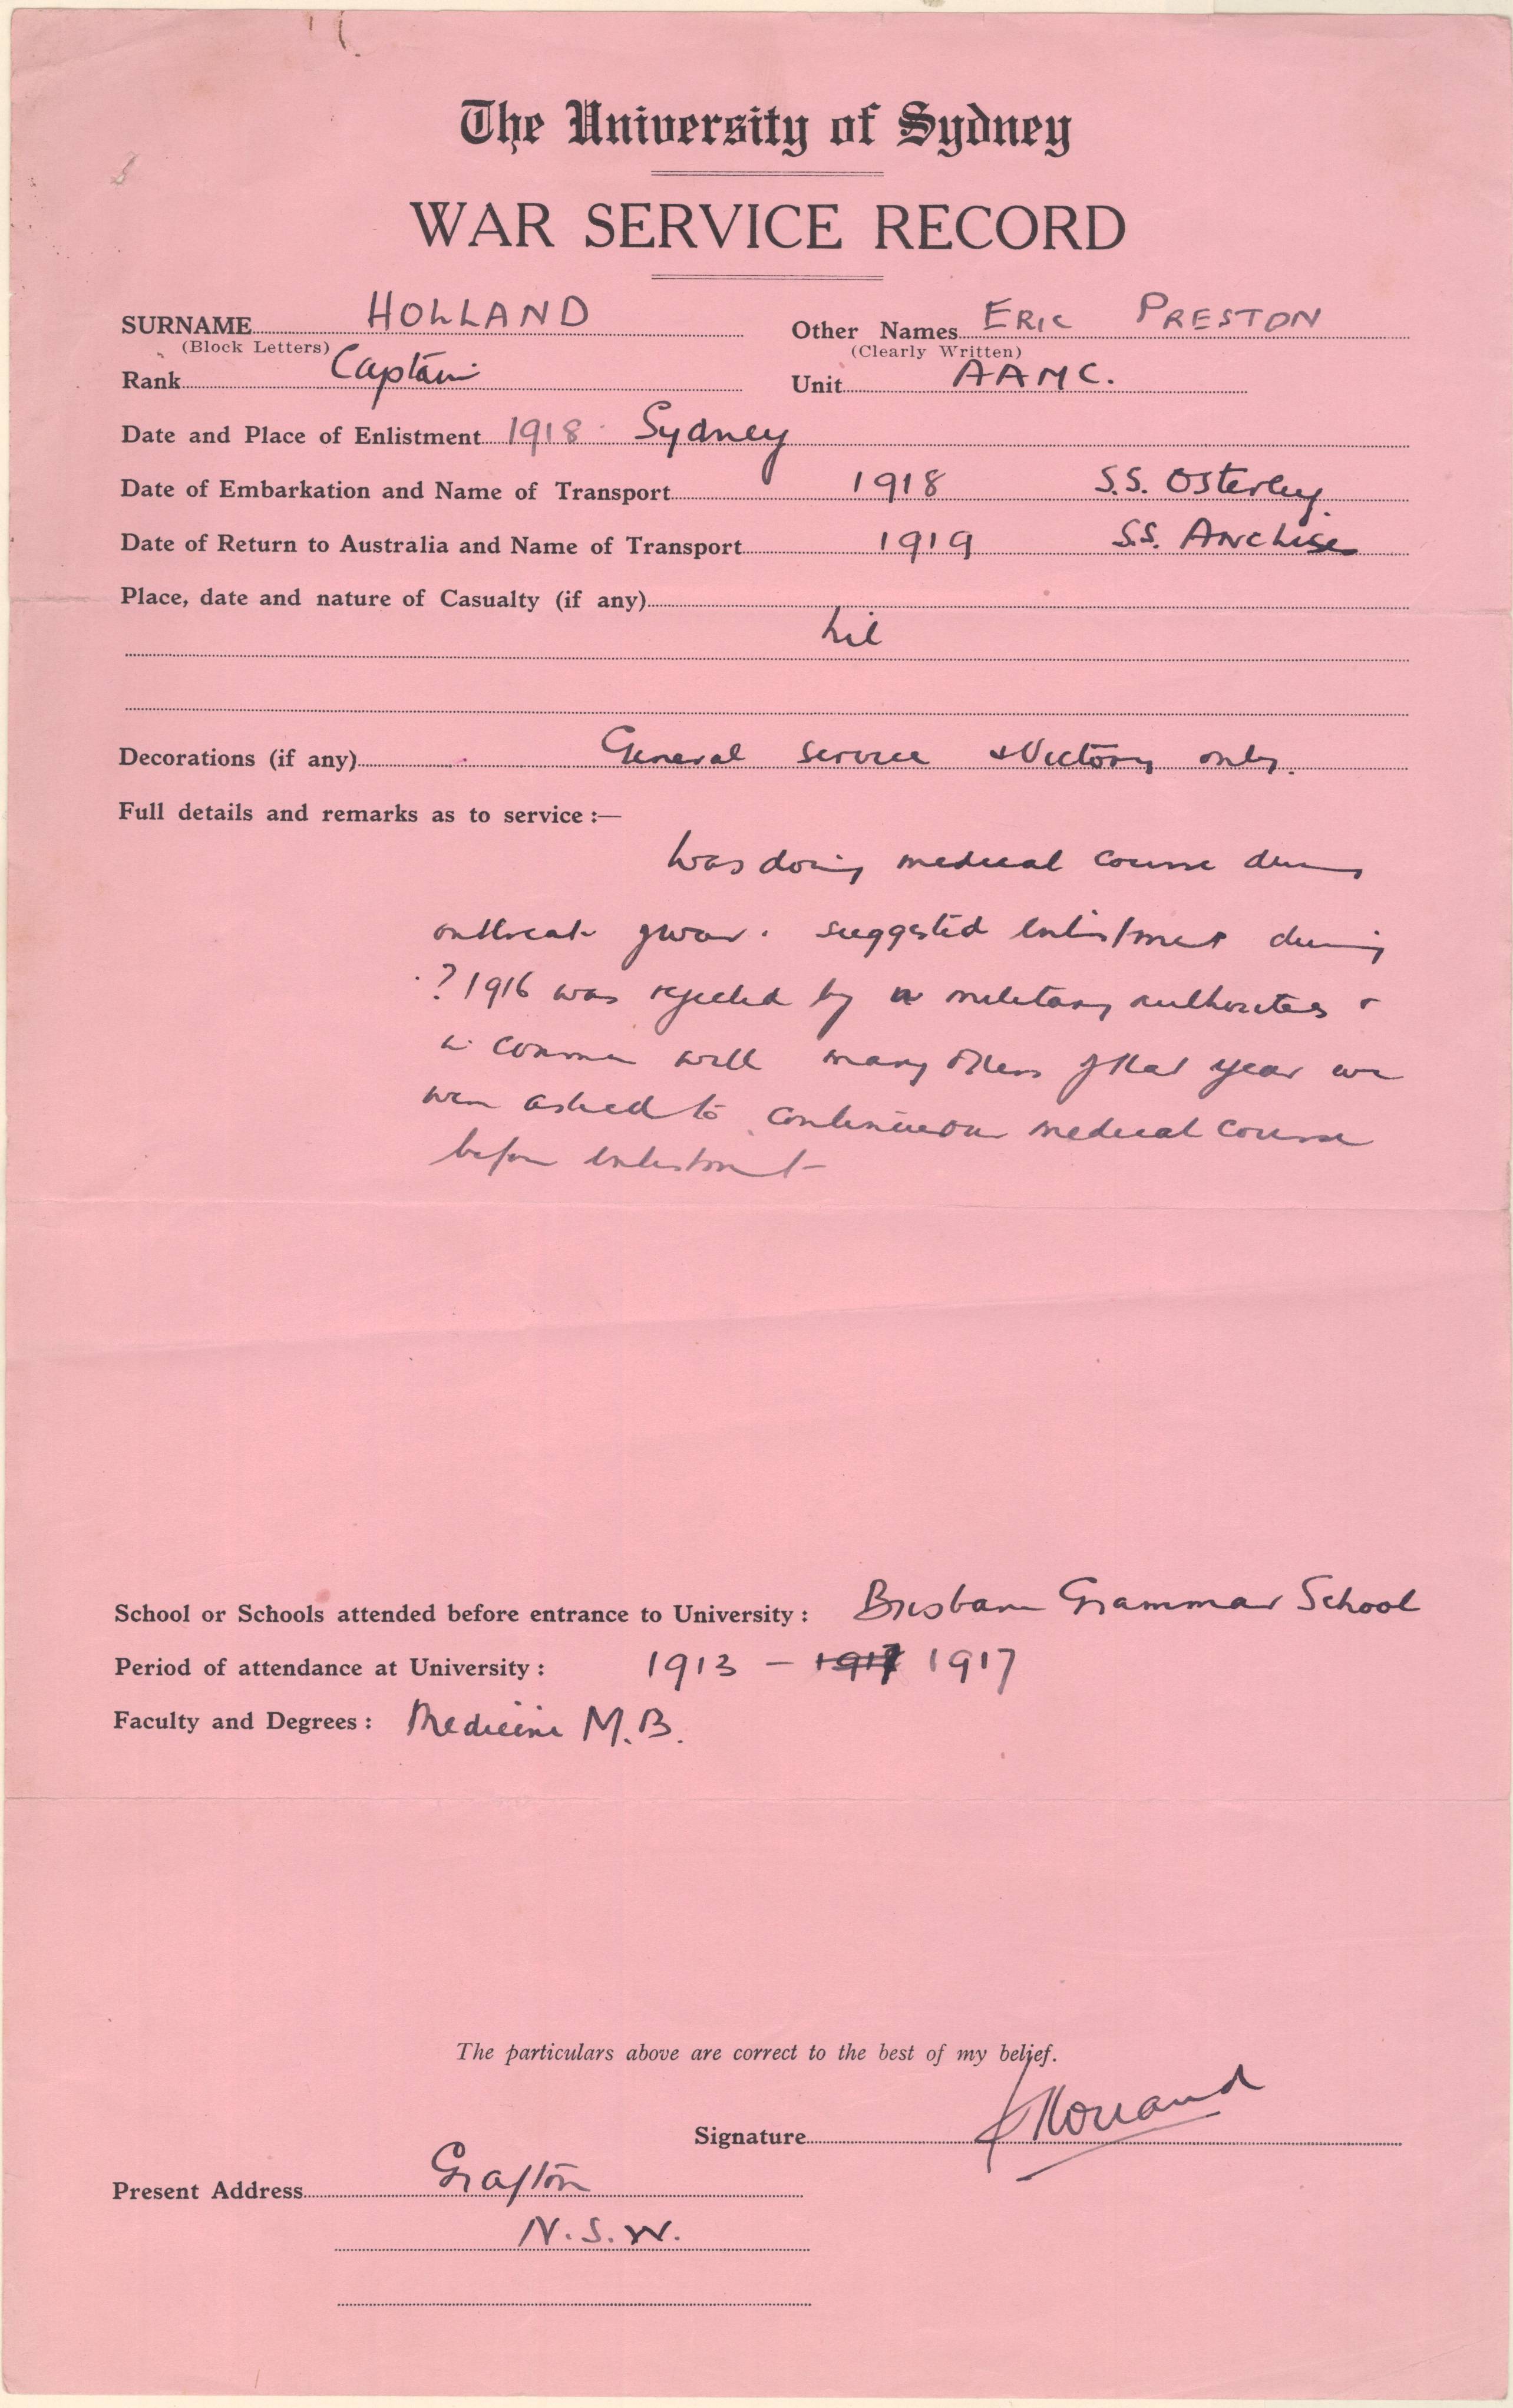 The University of Sydney
WAR SERVICE RECORD
SURNAME HOLLAND Other Names ERIC PRESTON
(Block Letters) (Clearly Written)
Rank Captain Unit AAMC.
Date and Place of Enlistment 1918 Sydney
Date of Embarkation and Name of Transport 1918 S.S. Osterley.
Date of Return to Australia and Name of Transport 1919 S.S. Anchise
Place, date and nature of Casualty (if any)
nil
Decorations (if any) General service & Victory only.
Full details and remarks as to service :—
Was doing medical course during
outbreak of war. suggested enlistment during
? 1916 was rejected by military authorities &
in common with many others of that year we
were asked to continue our medical course
before enlistment
School or Schools attended before entrance to University : Brisbane Grammar School
Period of attendance at University : 1913 - 1917 1917
Faculty and Degrees : Medicine M.B.
The particulars above are correct to the best of my belief.
Signature Holland
Present Address Grafton
N.S.W.